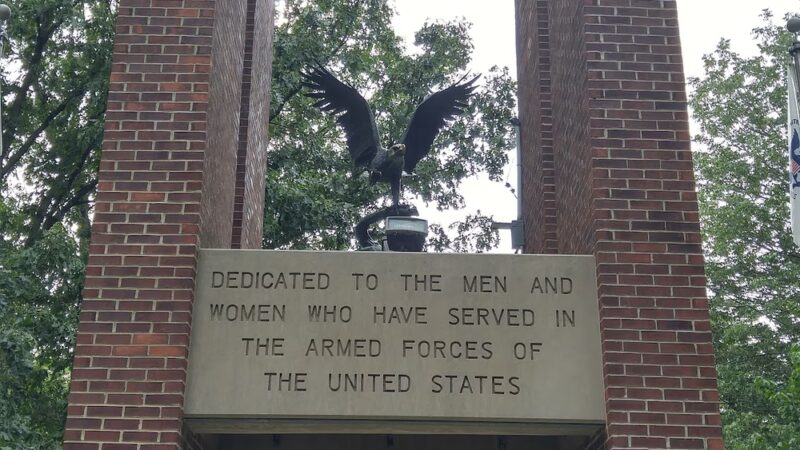 DEDICATED TO THE MEN AND
WOMEN WHO HAVE SERVED IN
THE ARMED FORCES OF
THE UNITED STATES